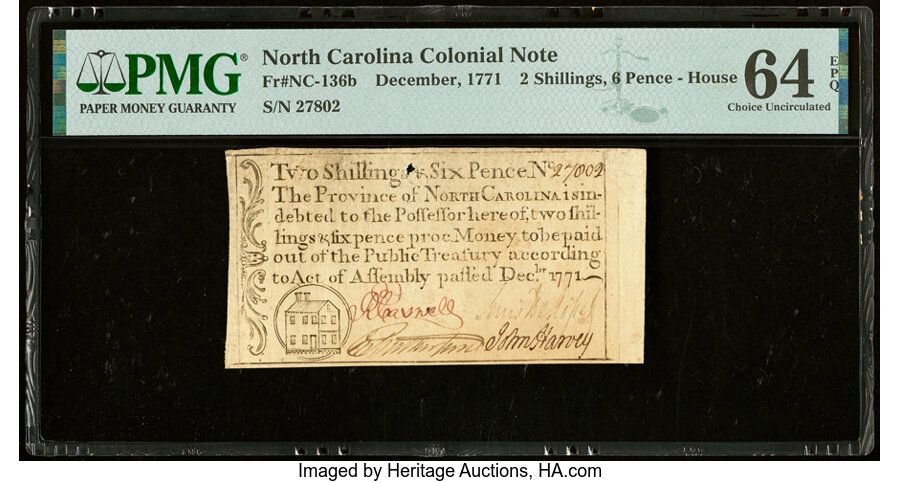 PMG®
PAPER MONEY GUARANTY
North Carolina Colonial Note
Fr#NC-136b December, 1771 2 Shillings, 6 Pence - House
S/N 27802
64 EPQ
Choice Uncirculated
Two Shillings & Six Pence. No 27802
The Province of NORTH CAROLINA is in-
debted to the Poſſeſſor hereof, two ſhil-
lings & ſix pence proc. Money, to be paid
out of the Public Treaſury according
to Act of Aſſembly paſſed Decbr. 1771
R Caswell
John Harvey
Imaged by Heritage Auctions, HA.com